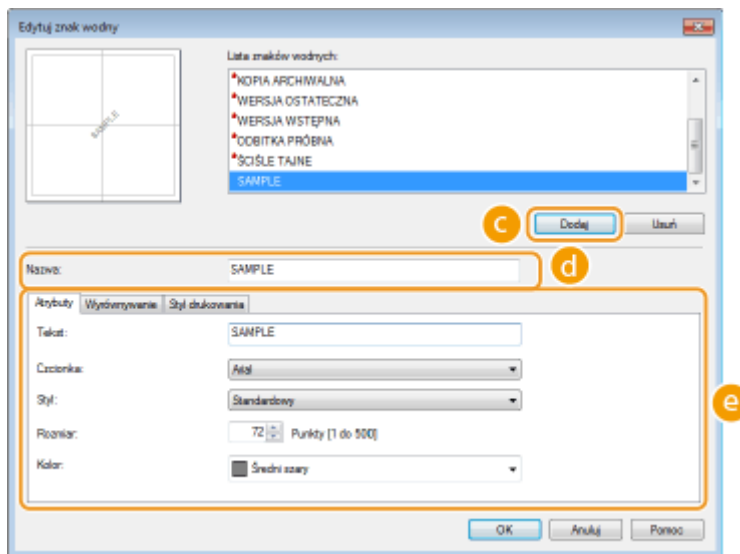 Edytuj znak wodny
Lista znaków wodnych:
SAMPLE
*KOPIA ARCHIWALNA
*WERSJA OSTATECZNA
*WERSJA WSTĘPNA
*ODBITKA PRÓBNA
*ŚCIŚLE TAJNE
SAMPLE
c Dodaj Usuń
Nazwa: SAMPLE d
Atrybuty Wyrównywanie Styl drukowania
Tekst: SAMPLE
Czcionka: Arial
e
Styl: Standardowy
Rozmiar: 72 Punkty [1 do 500]
Kolor: Średni szary
OK Anuluj Pomoc